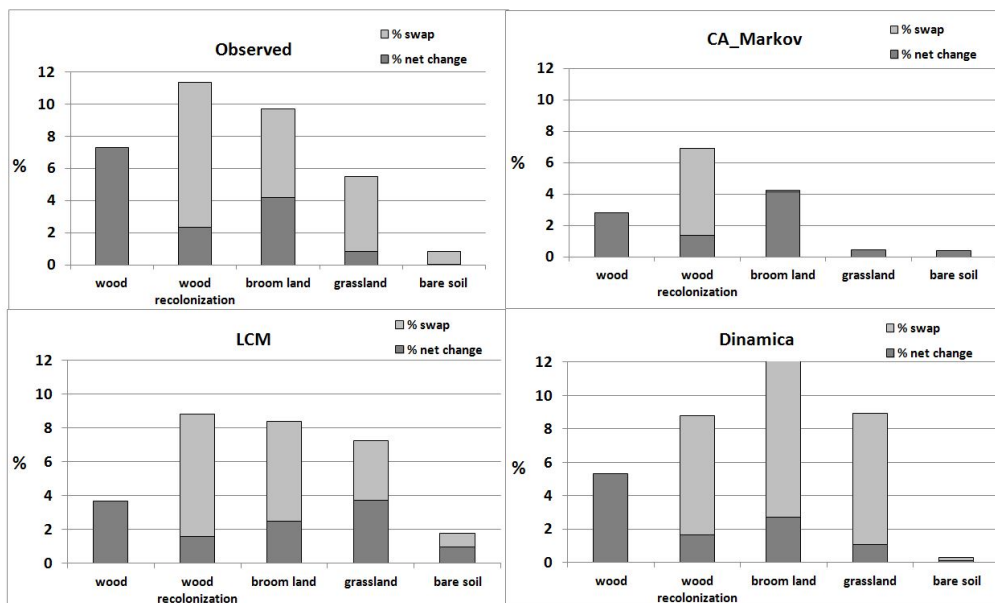 Observed
% swap
% net change
12
10
8
6
4
2
0
%
wood
wood recolonization
broom land
grassland
bare soil
CA_Markov
% swap
% net change
12
10
8
6
4
2
0
%
wood
wood recolonization
broom land
grassland
bare soil
LCM
% swap
% net change
12
10
8
6
4
2
0
%
wood
wood recolonization
broom land
grassland
bare soil
Dinamica
% swap
% net change
12
10
8
6
4
2
0
%
wood
wood recolonization
broom land
grassland
bare soil